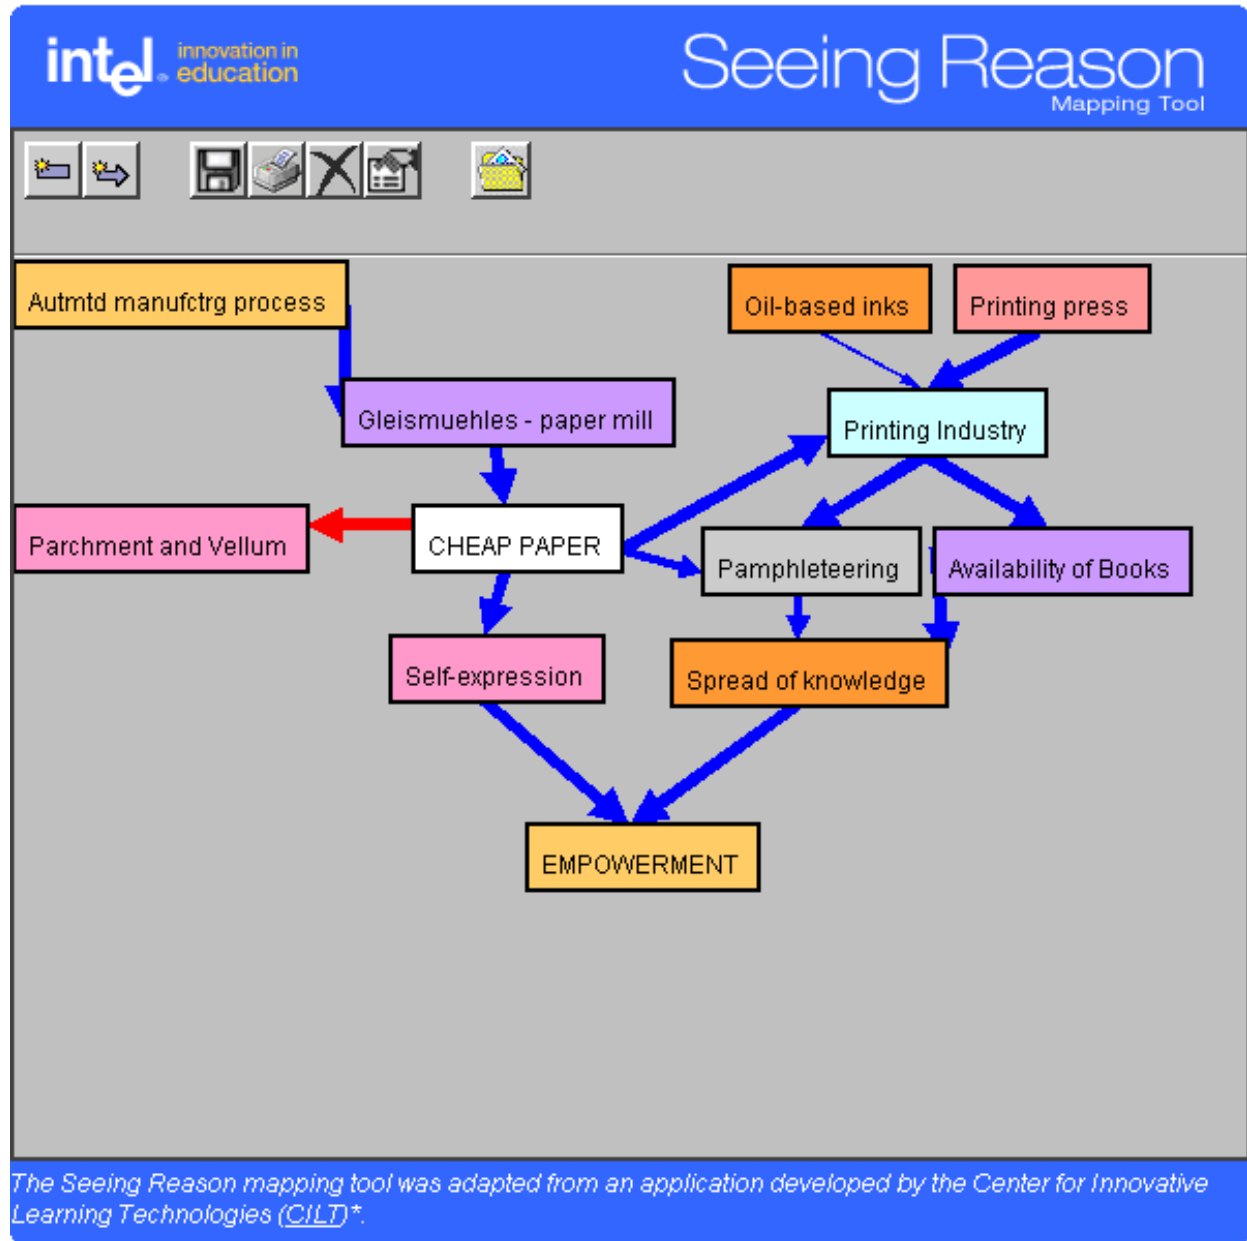 intel® innovation in
education
Seeing Reason
Mapping Tool
Autmtd manufctrg process
Oil-based inks
Printing press
Gleismuehles - paper mill
Printing Industry
Parchment and Vellum
CHEAP PAPER
Pamphleteering
Availability of Books
Self-expression
Spread of knowledge
EMPOWERMENT
The Seeing Reason mapping tool was adapted from an application developed by the Center for Innovative
Learning Technologies (CILT)*.